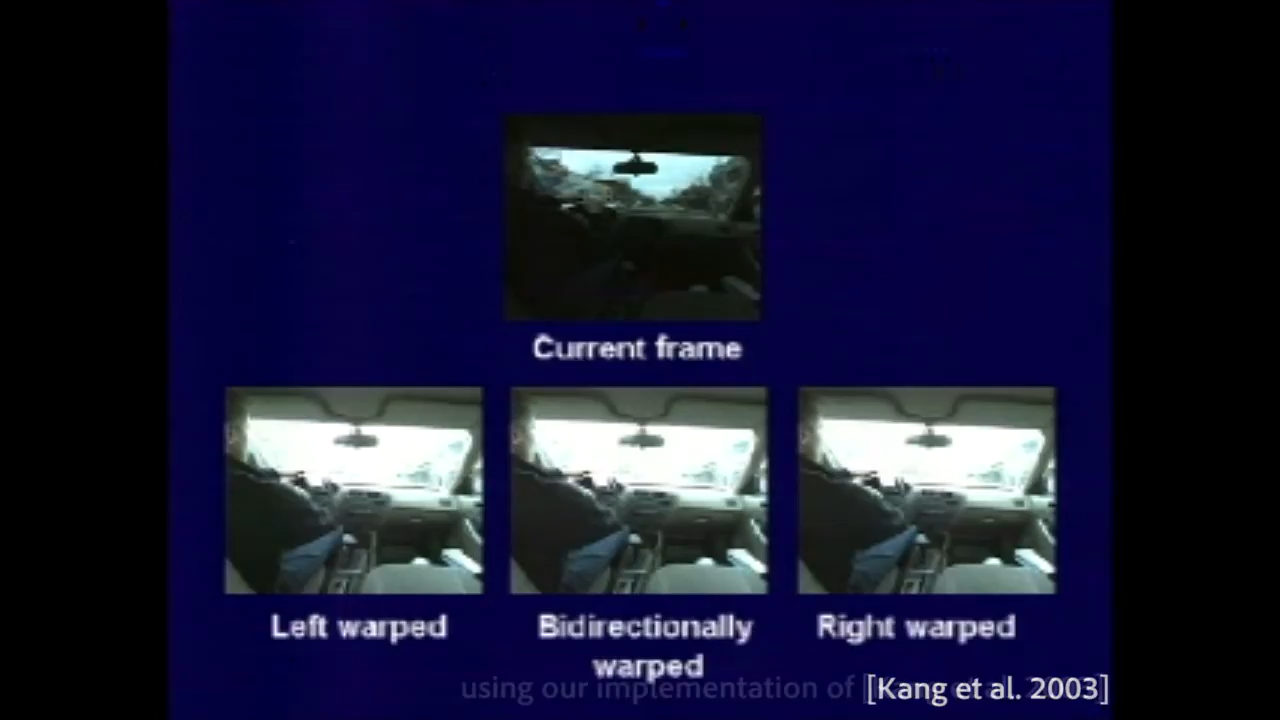 Current frame
Left warped
Bidirectionally
warped
Right warped
using our implementation of
[Kang et al. 2003]